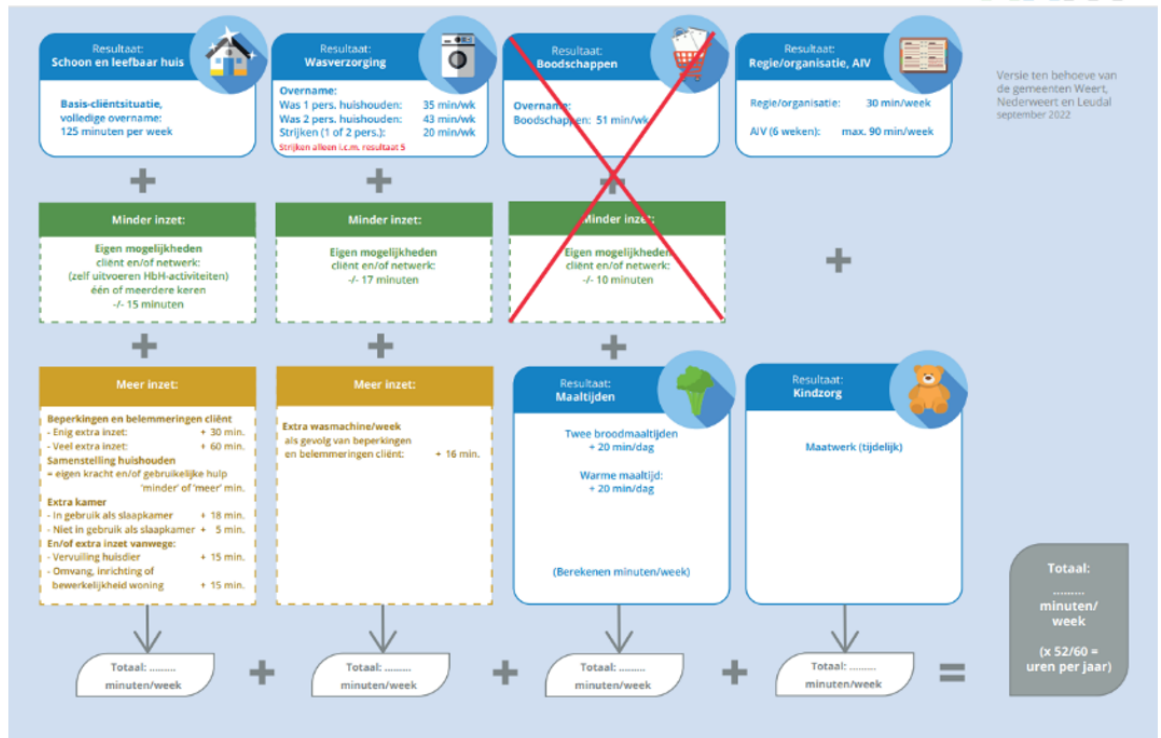 Resultaat:
Schoon en leefbaar huis
Basis-cliëntsituatie,
volledige overname:
125 minuten per week
Resultaat:
Wasverzorging
Overname:
Was 1 pers. huishouden: 35 min/wk
Was 2 pers. huishouden: 43 min/wk
Strijken (1 of 2 pers.): 20 min/wk
Strijken alleen i.c.m. resultaat 5
Resultaat:
Boodschappen
Overname:
Boodschappen: 51 min/wk
Resultaat:
Regie/organisatie, AIV
Regie/organisatie: 30 min/week
AIV (6 weken): max. 90 min/week
Versie ten behoeve van
de gemeenten Weert,
Nederweert en Leudal
september 2022
+
+
+
Minder inzet:
Eigen mogelijkheden
cliënt en/of netwerk:
(zelf uitvoeren HbH-activiteiten)
één of meerdere keren
-/- 15 minuten
Minder inzet:
Eigen mogelijkheden
cliënt en/of netwerk:
-/- 17 minuten
Minder inzet:
Eigen mogelijkheden
cliënt en/of netwerk:
-/- 10 minuten
+
+
+
+
Meer inzet:
Beperkingen en belemmeringen cliënt
- Enig extra inzet: + 30 min.
- Veel extra inzet: + 60 min.
Samenstelling huishouden
= eigen kracht en/of gebruikelijke hulp
'minder' of 'meer' min.
Extra kamer
- In gebruik als slaapkamer + 18 min.
- Niet in gebruik als slaapkamer + 5 min.
En/of extra inzet vanwege:
- Vervuiling huisdier + 15 min.
- Omvang, inrichting of
bewerkelijkheid woning + 15 min.
Meer inzet:
Extra wasmachine/week
als gevolg van beperkingen
en belemmeringen cliënt: + 16 min.
Resultaat:
Maaltijden
Twee broodmaaltijden
+ 20 min/dag
Warme maaltijd:
+ 20 min/dag
(Berekenen minuten/week)
Resultaat:
Kindzorg
Maatwerk (tijdelijk)
Totaal: .........
minuten/week
+
Totaal: .........
minuten/week
+
Totaal: .........
minuten/week
+
Totaal: .........
minuten/week
=
Totaal:
.........
minuten/
week
(x 52/60 =
uren per jaar)